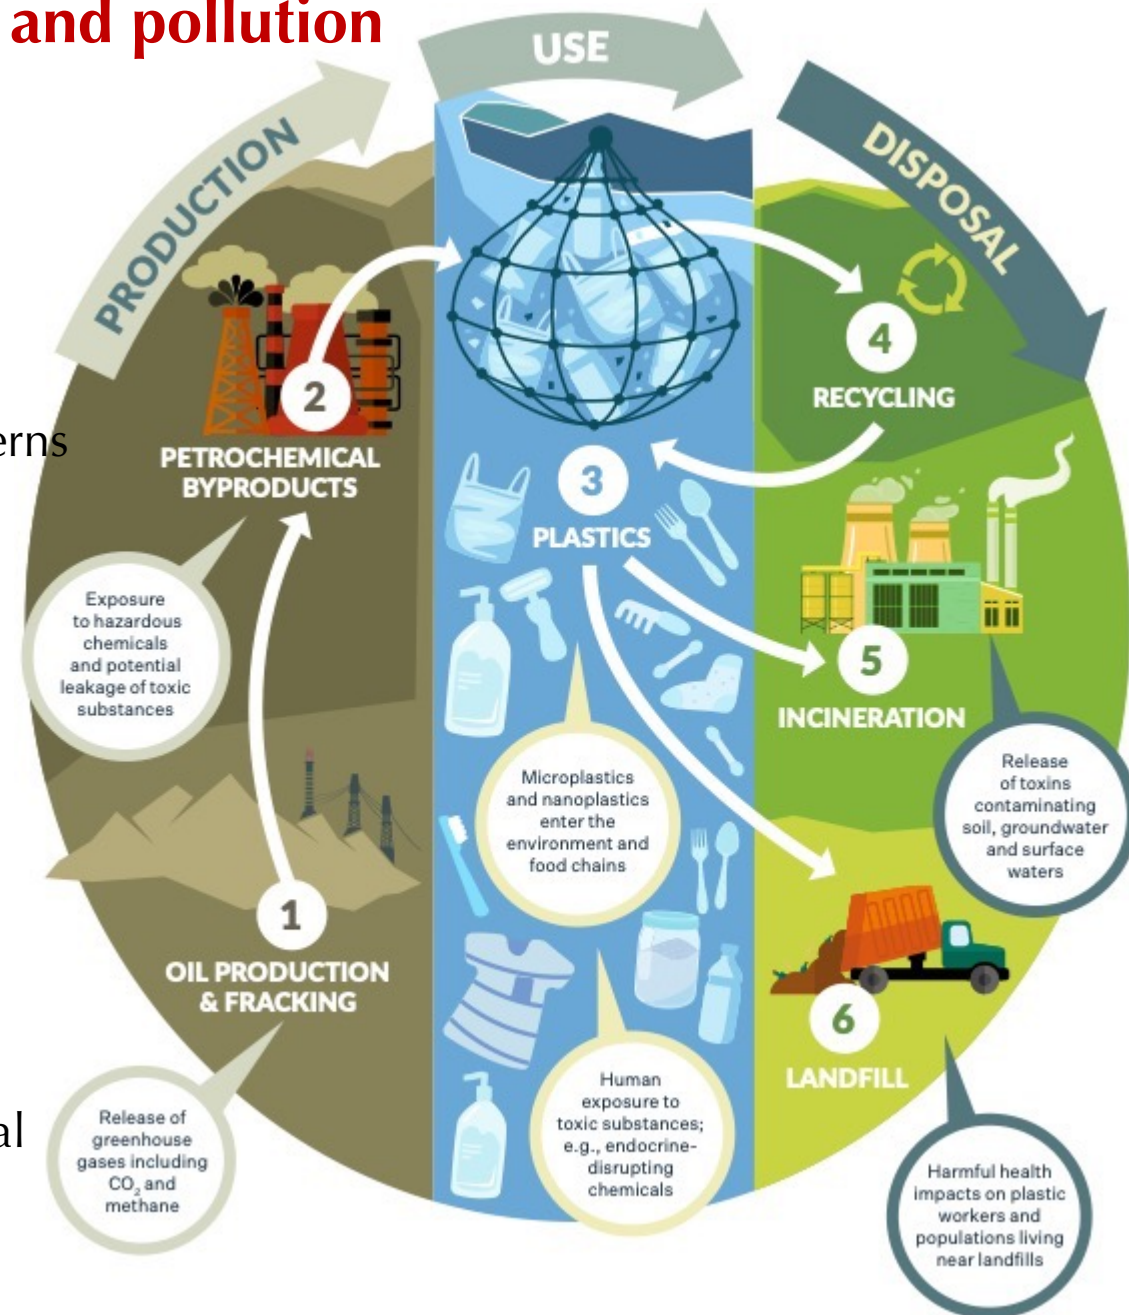 and pollution
USE
PRODUCTION
DISPOSAL
erns
al
2
PETROCHEMICAL
BYPRODUCTS
Exposure
to hazardous
chemicals
and potential
leakage of toxic
substances
1
OIL PRODUCTION
& FRACKING
Release of
greenhouse
gases including
CO₂ and
methane
3
PLASTICS
Microplastics
and nanoplastics
enter the
environment and
food chains
Human
exposure to
toxic substances;
e.g., endocrine-
disrupting
chemicals
4
RECYCLING
5
INCINERATION
Release
of toxins
contaminating
soil, groundwater
and surface
waters
6
LANDFILL
Harmful health
impacts on plastic
workers and
populations living
near landfills